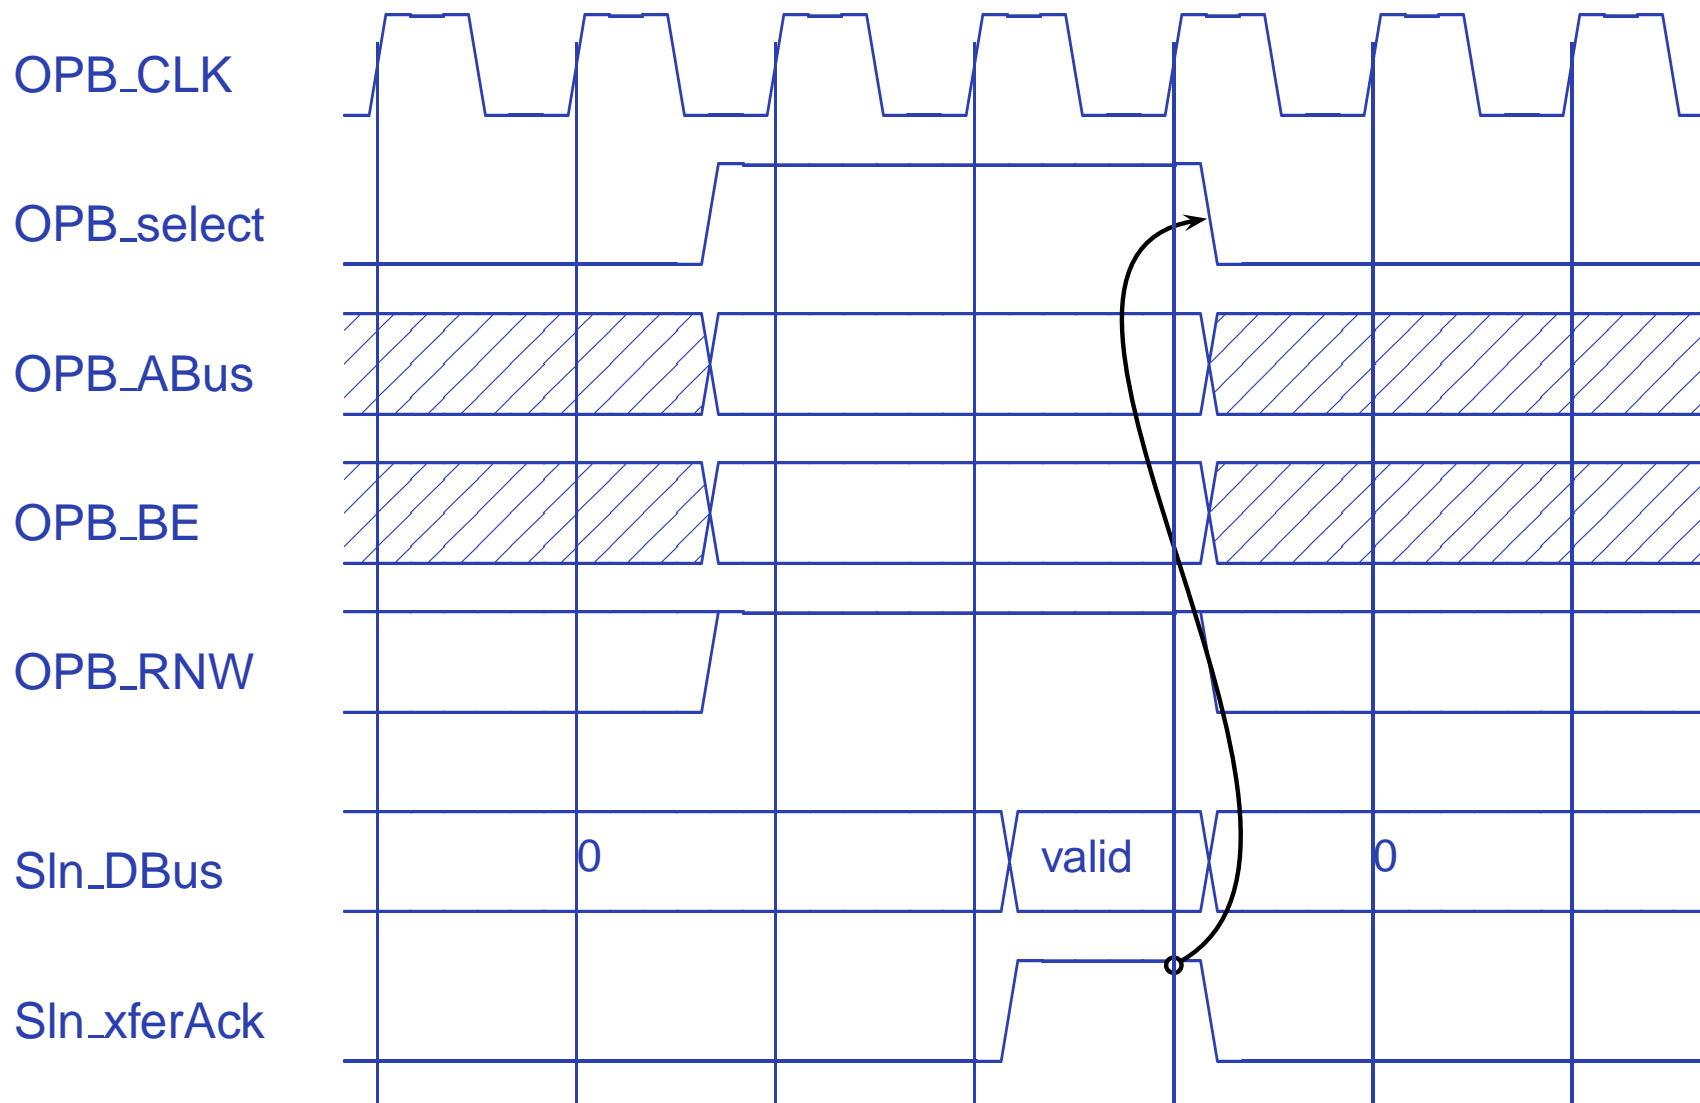 OPB_CLK
OPB_select
OPB_ABus
OPB_BE
OPB_RNW
Sln_DBus 0 valid 0
Sln_xferAck